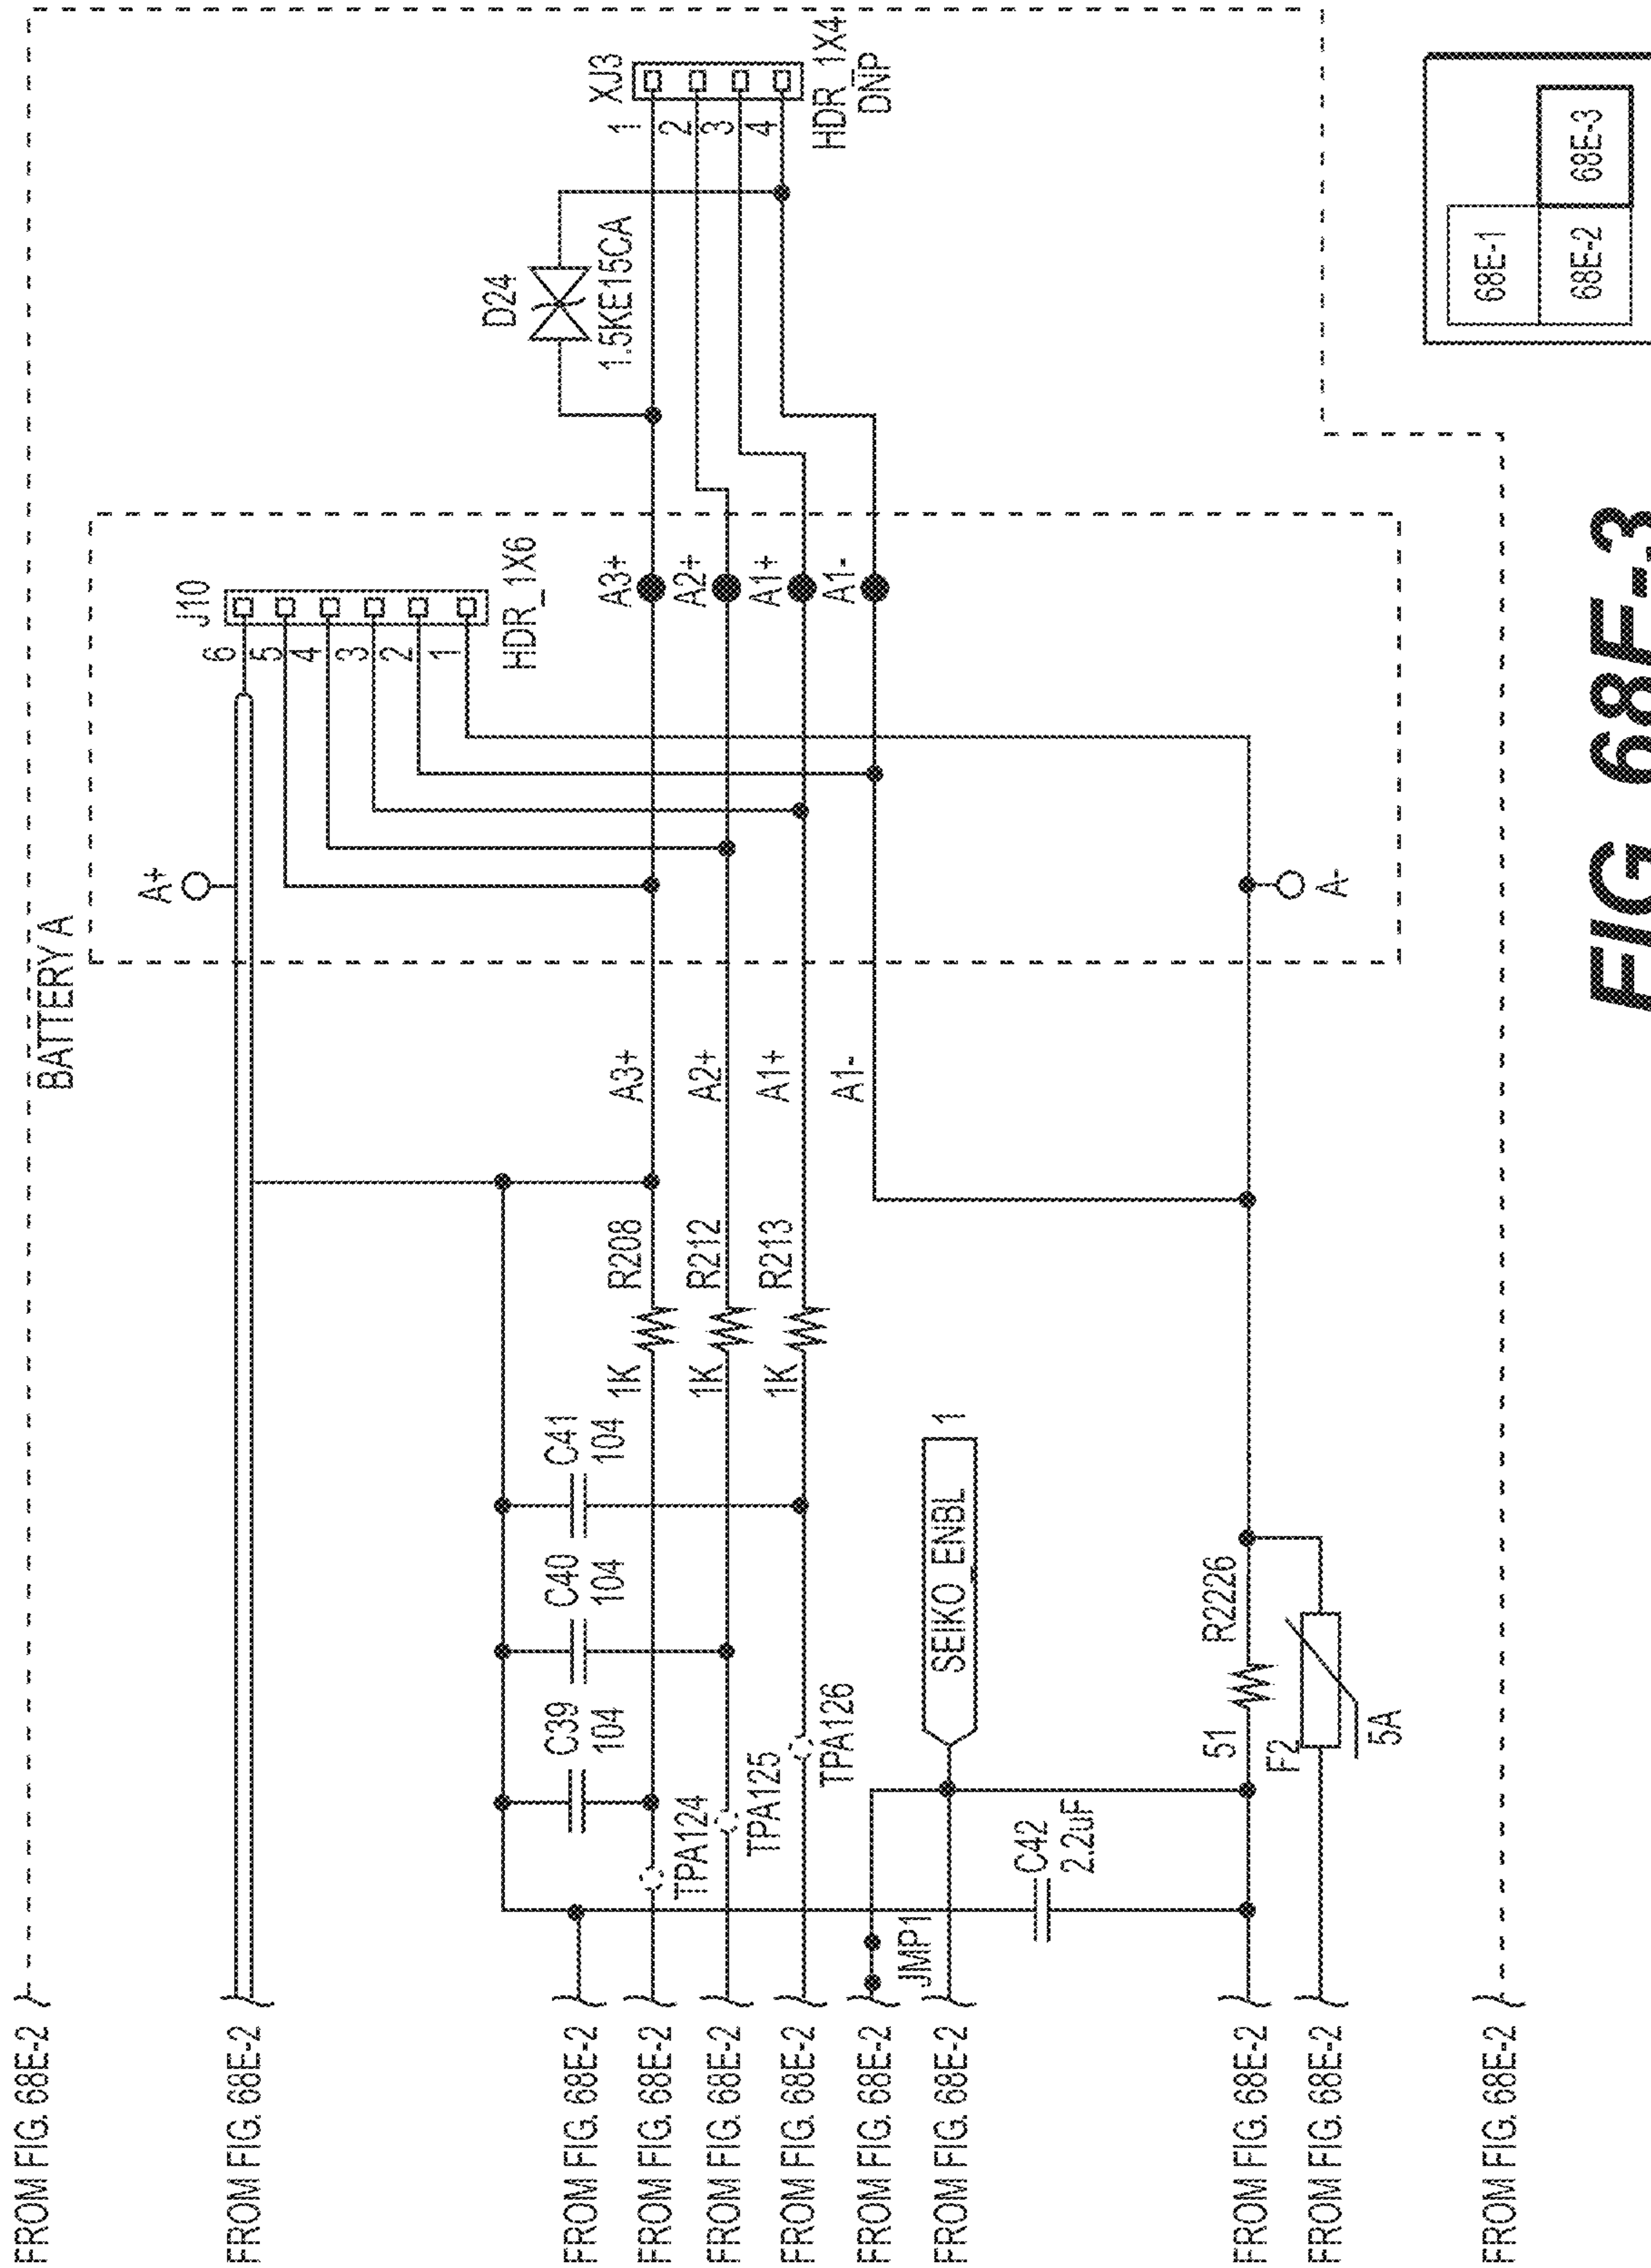 BATTERY A
A+
J10
6
5
4
3
2
1
HDR_1X6
D24
1.5KE15CA
XJ3
1
2
3
4
HDR_1X4
DNP
A3+
A2+
A1+
A1-
A3+
A2+
A1+
A1-
R208
1K
R212
1K
R213
1K
C39
104
C40
104
C41
104
TPA124
TPA125
TPA126
SEIKO_ENBL
1
JMP1
C42
2.2uF
R2226
51
F2
5A
A-
FROM FIG. 68E-2
FROM FIG. 68E-2
FROM FIG. 68E-2
FROM FIG. 68E-2
FROM FIG. 68E-2
FROM FIG. 68E-2
FROM FIG. 68E-2
FROM FIG. 68E-2
FROM FIG. 68E-2
FROM FIG. 68E-2
FROM FIG. 68E-2
68E-1
68E-2
68E-3
FIG 68E-3